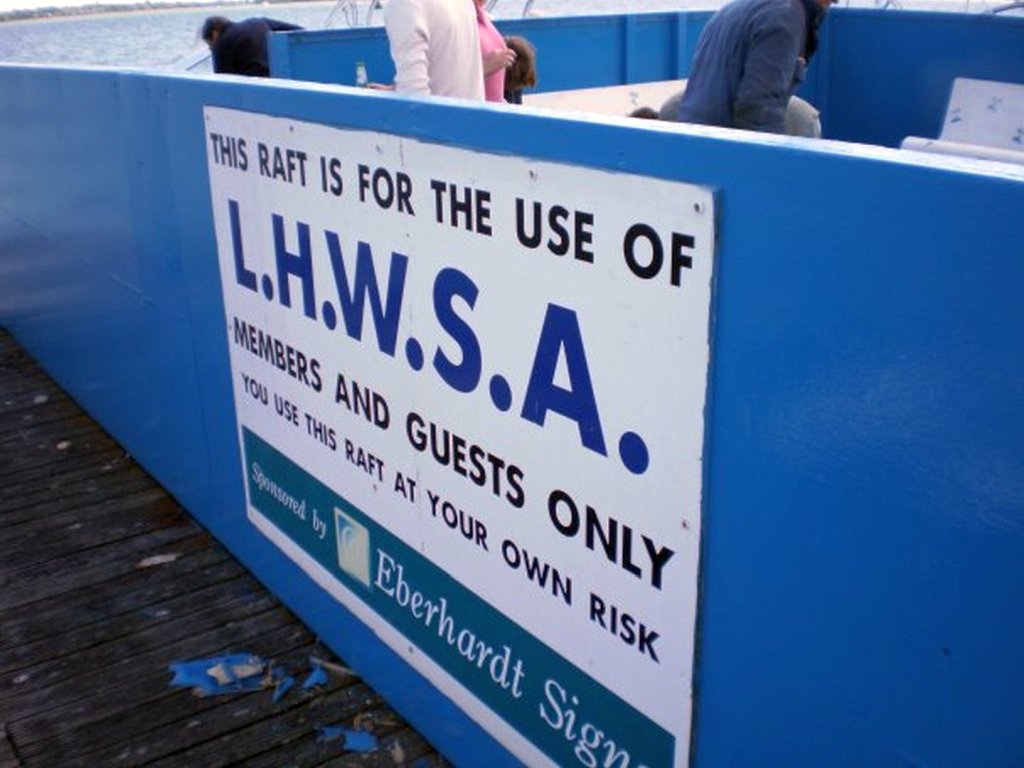 THIS RAFT IS FOR THE USE OF
L.H.W.S.A.
MEMBERS AND GUESTS ONLY
YOU USE THIS RAFT AT YOUR OWN RISK
Sponsored by Eberhardt Signs